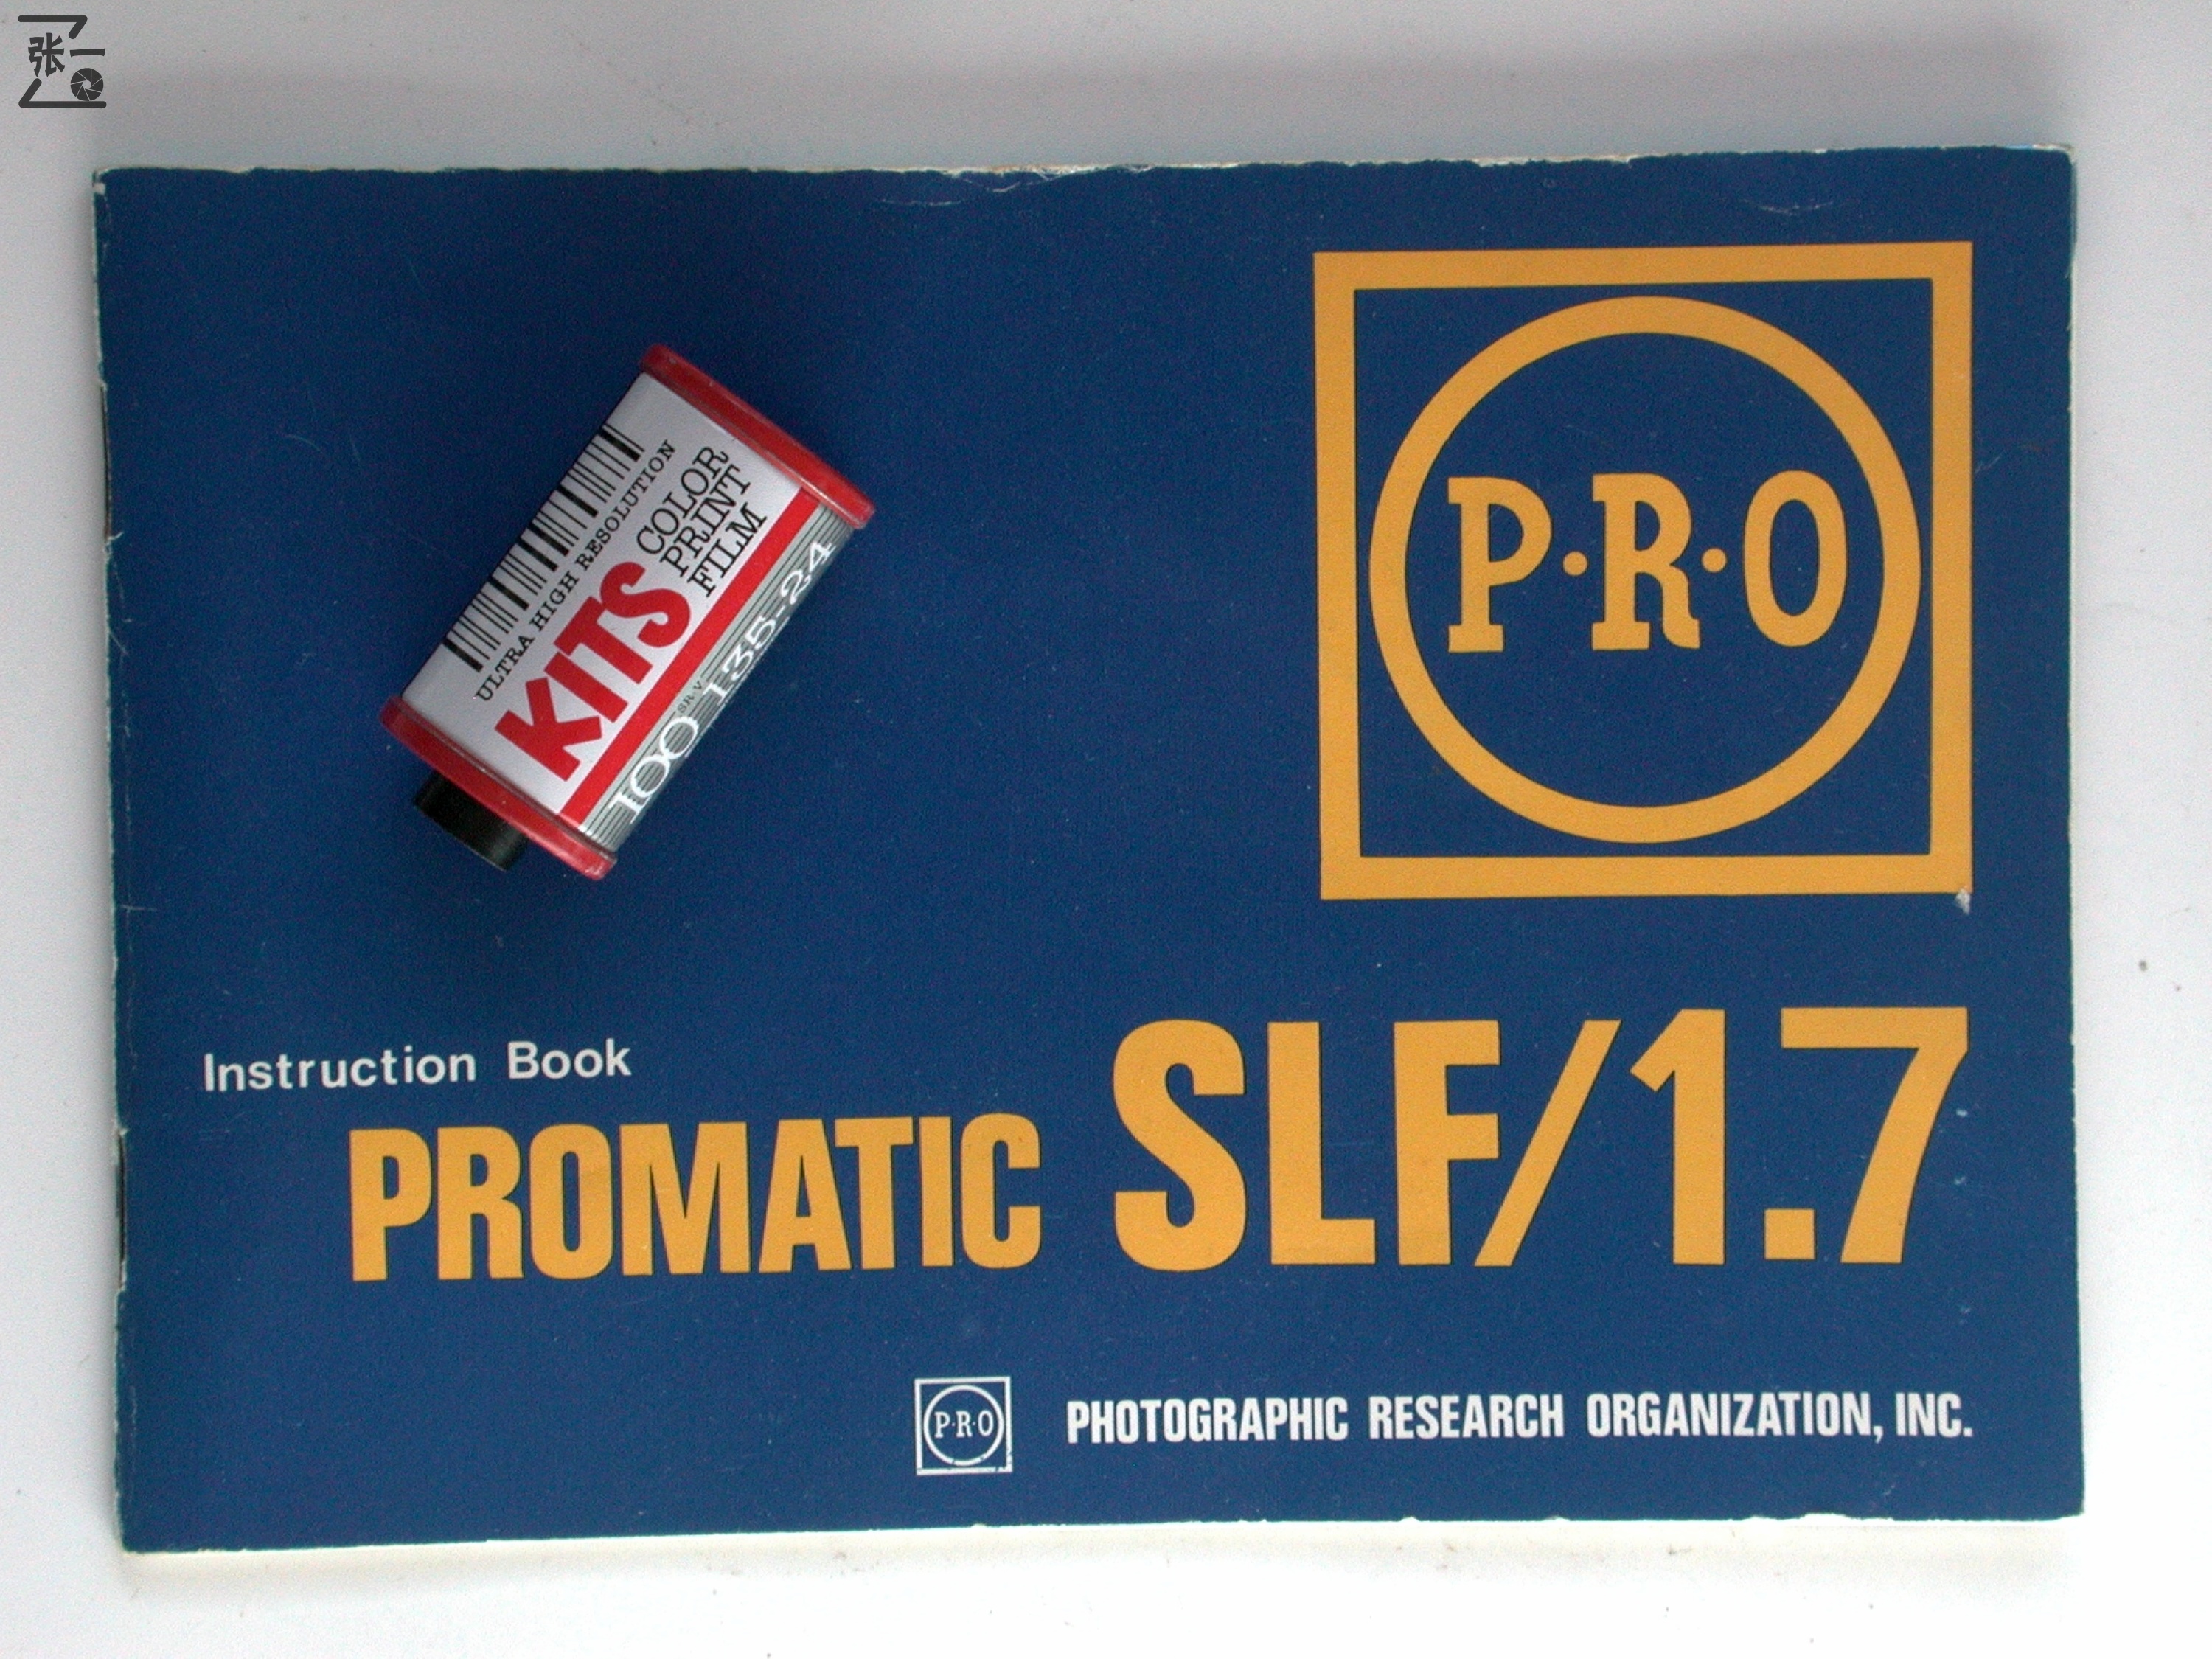 张一
P·R·O
ULTRA HIGH RESOLUTION
KITS
COLOR
PRINT
FILM
100 SR-V 135-24
Instruction Book
PROMATIC SLF/1.7
P·R·O
PHOTOGRAPHIC RESEARCH ORGANIZATION, INC.